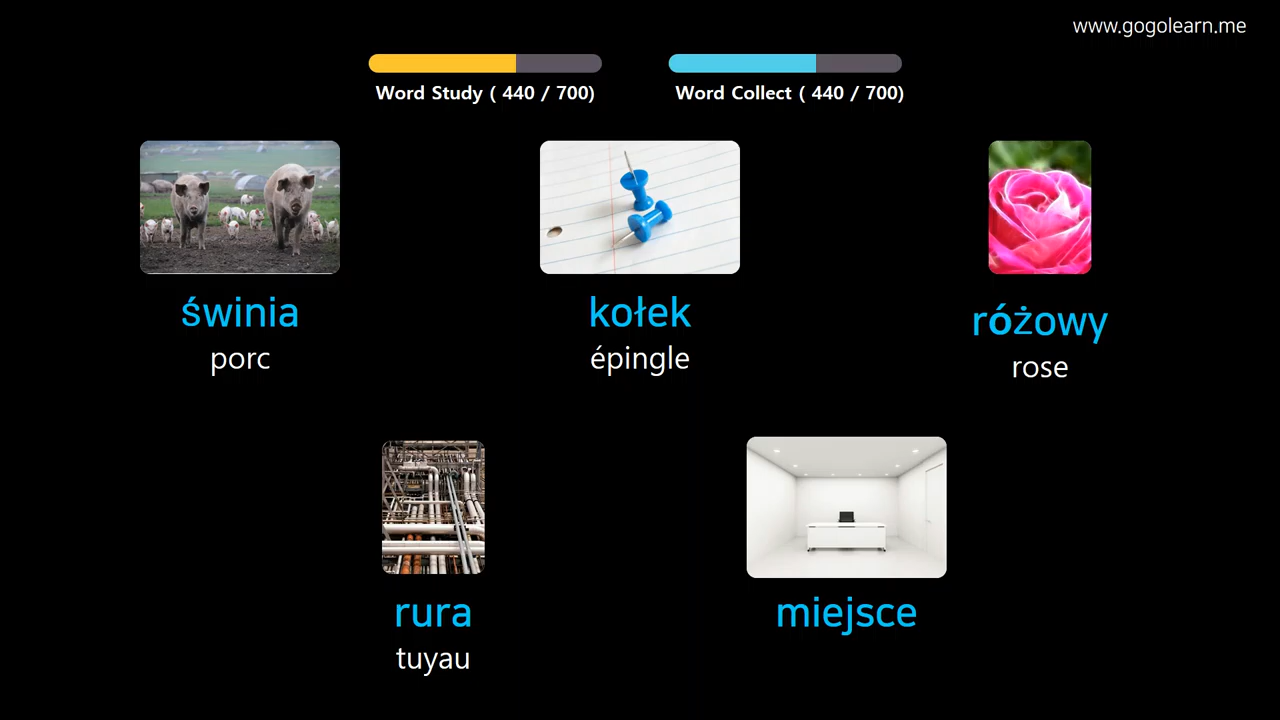 www.gogolearn.me
Word Study ( 440 / 700)
Word Collect ( 440 / 700)
świnia
porc
kołek
épingle
różowy
rose
rura
tuyau
miejsce